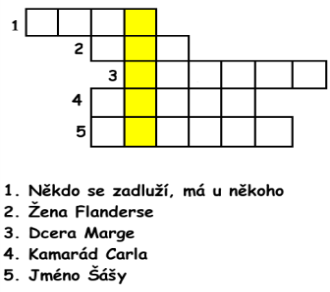 1
2
3
4
5
1. Někdo se zadluží, má u někoho
2. Žena Flanderse
3. Dcera Marge
4. Kamarád Carla
5. Jméno Šášy